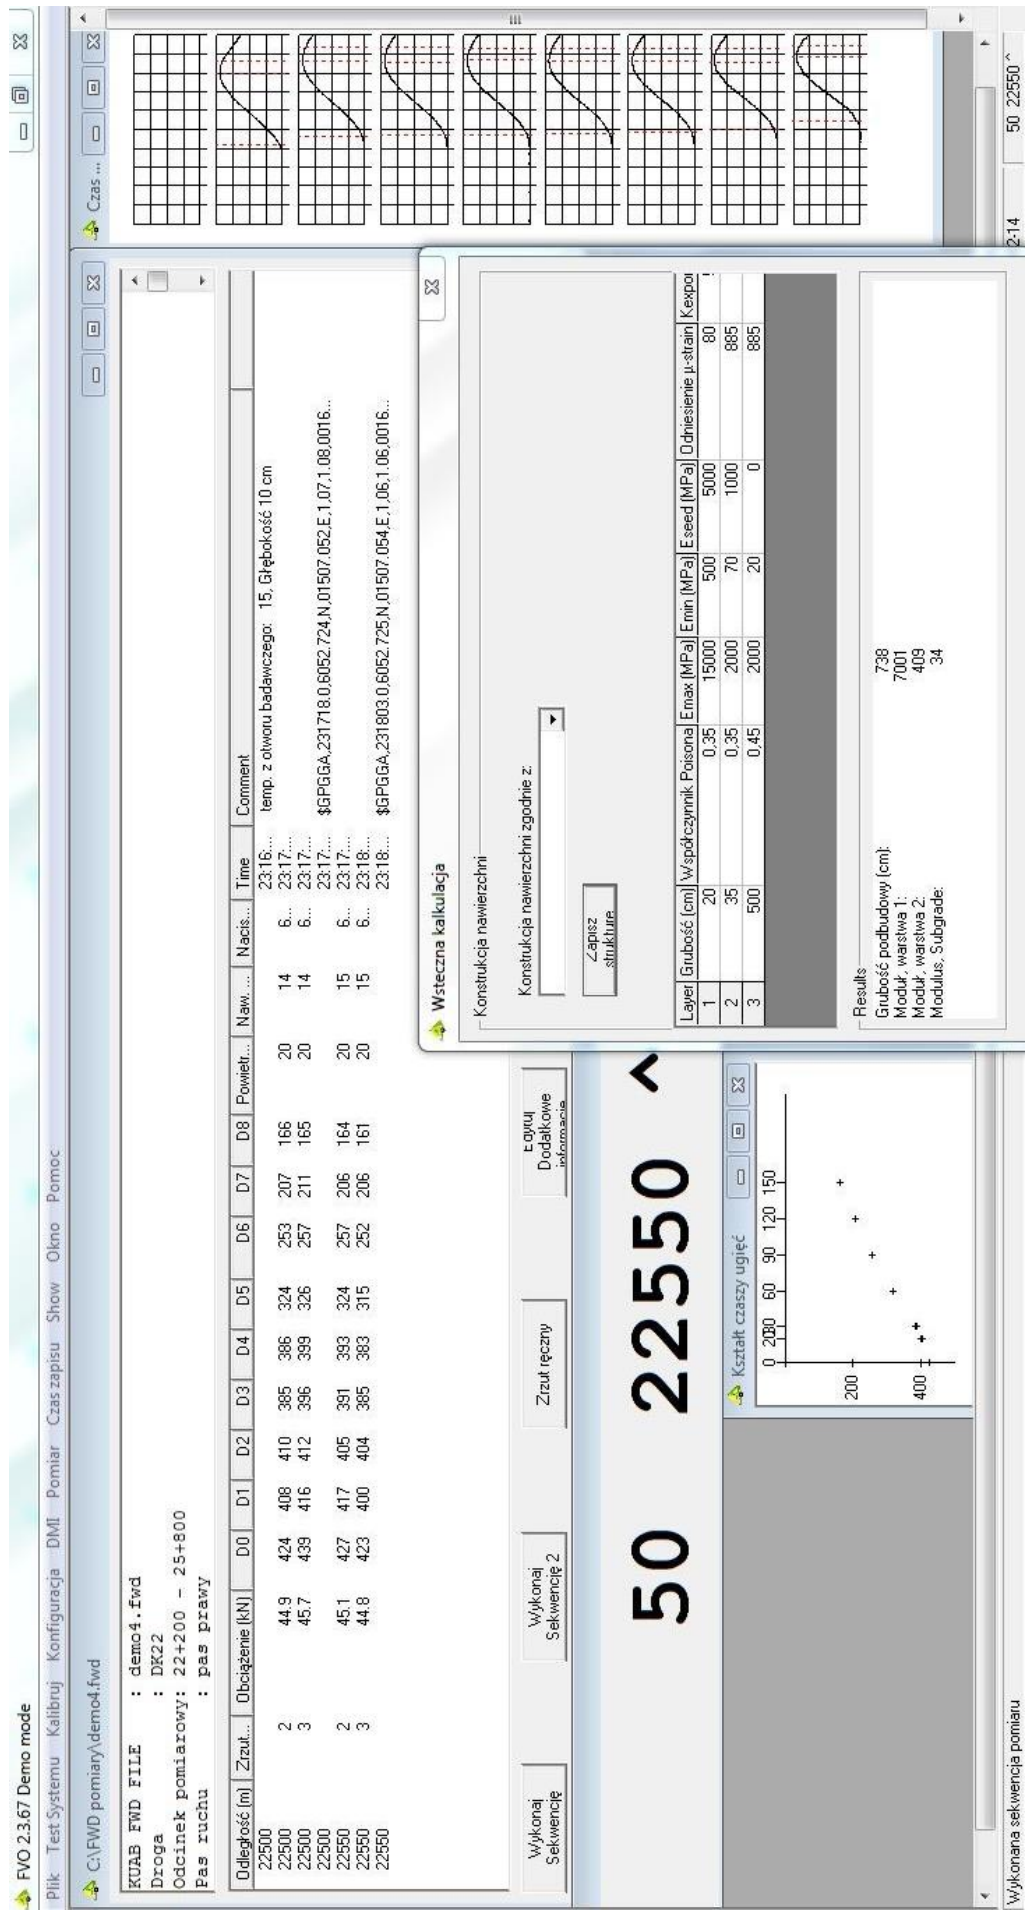 FVO 2.3.67 Demo mode
Plik Test Systemu Kalibruj Konfiguracja DMI Pomiar Czas zapisu Show Okno Pomoc
C:\FWD pomiary\demo4.fwd
KUAB FWD FILE : demo4.fwd
Droga : DK22
Odcinek pomiarowy: 22+200 - 25+800
Pas ruchu : pas prawy
Odległość (m) Zrzut... Obciążenie (kN) D0 D1 D2 D3 D4 D5 D6 D7 D8 Powietr... Naw. ... Nacis... Time Comment
22500 23:16:... temp. z otworu badawczego: 15, Głębokość 10 cm
22500 2 44.9 424 408 410 385 386 324 253 207 166 20 14 6... 23:17:...
22500 3 45.7 439 416 412 396 399 326 257 211 165 20 14 6... 23:17:...
22500 23:17:... $GPGGA,231718.0,6052.724,N,01507.052,E,1,07,1.08,0016...
22550 2 45.1 427 417 405 391 393 324 257 206 164 20 15 6... 23:17:...
22550 3 44.8 423 400 404 385 383 315 252 206 161 20 15 6... 23:18:...
22550 23:18:... $GPGGA,231803.0,6052.725,N,01507.054,E,1,06,1.06,0016...
Wykonaj
Sekwencję
Wykonaj
Sekwencję 2
Zrzut ręczny
Edytuj
Dodatkowe
informacje
50 22550 ^
Kształt czaszy ugięć
0 20 30 60 90 120 150
200
400
Czas ...
Wsteczna kalkulacja
Konstrukcja nawierzchni
Konstrukcja nawierzchni zgodnie z:
Zapisz
strukturę
Layer Grubość (cm) Współczynnik Poisona Emax (MPa) Emin (MPa) Eseed (MPa) Odniesienie µ-strain Kexpo
1 20 0,35 15000 500 5000 80
2 35 0,35 2000 70 1000 885
3 500 0,45 2000 20 0 885
Results
Grubość podbudowy (cm): 738
Moduł, warstwa 1: 7001
Moduł, warstwa 2: 409
Modulus, Subgrade: 34
Wykonana sekwencja pomiaru
2-14
50 22550 ^